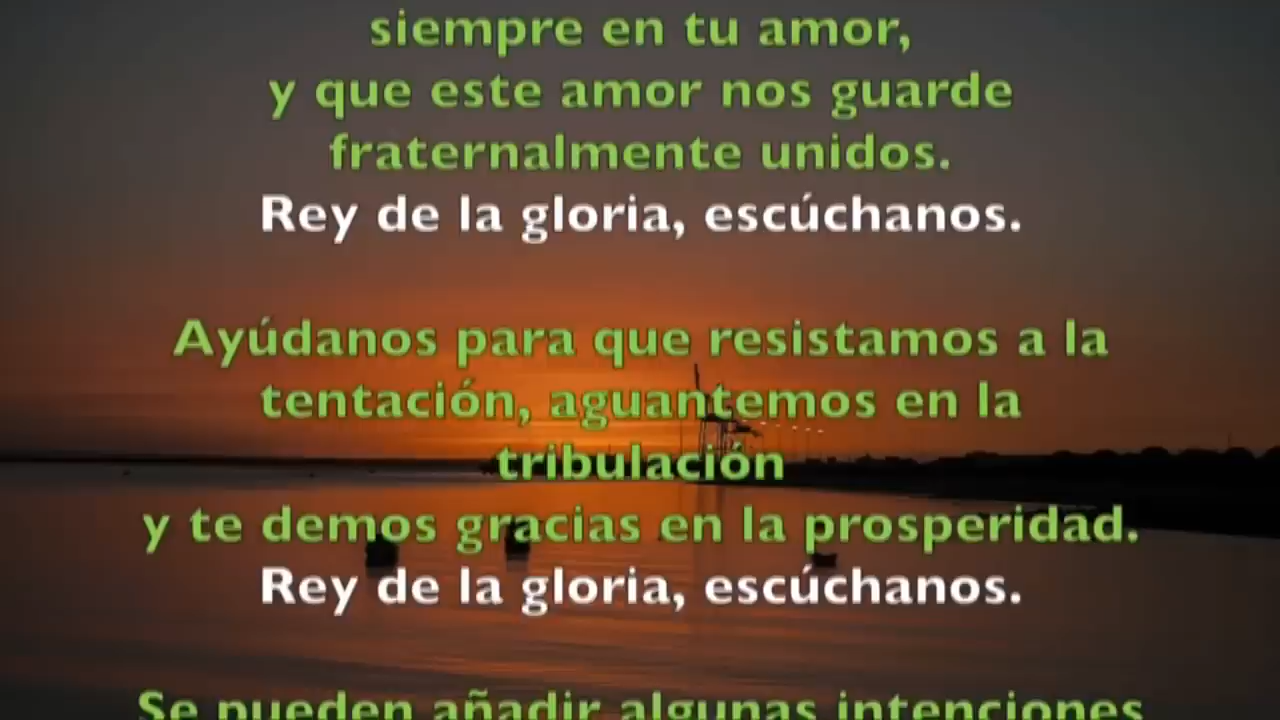 siempre en tu amor,
y que este amor nos guarde
fraternalmente unidos.
Rey de la gloria, escúchanos.
Ayúdanos para que resistamos a la
tentación, aguantemos en la
tribulación
y te demos gracias en la prosperidad.
Rey de la gloria, escúchanos.
Se pueden añadir algunas intenciones